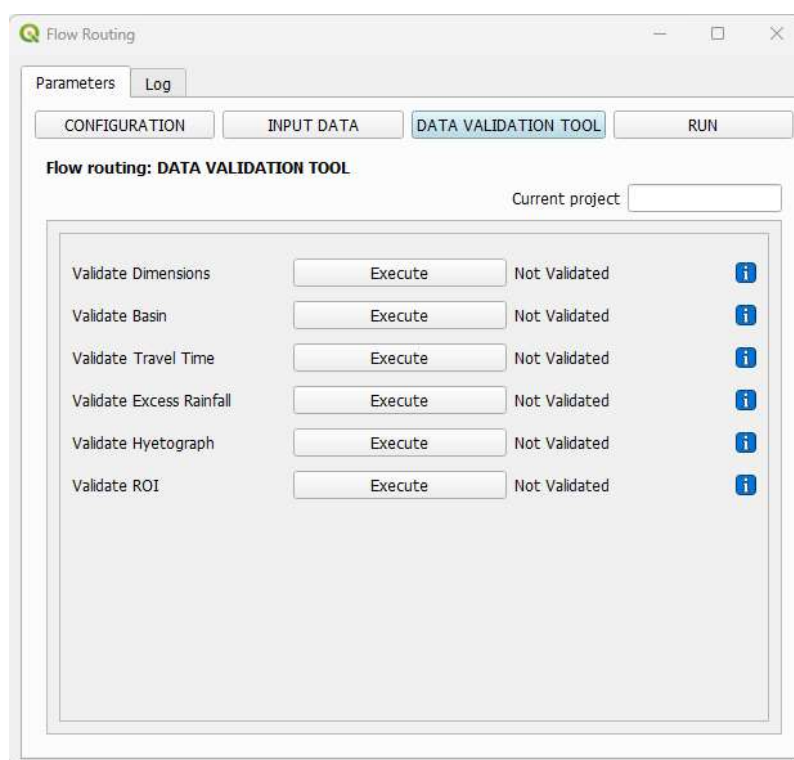 Flow Routing
Parameters Log
CONFIGURATION INPUT DATA DATA VALIDATION TOOL RUN
Flow routing: DATA VALIDATION TOOL
Current project
Validate Dimensions Execute Not Validated i
Validate Basin Execute Not Validated i
Validate Travel Time Execute Not Validated i
Validate Excess Rainfall Execute Not Validated i
Validate Hyetograph Execute Not Validated i
Validate ROI Execute Not Validated i